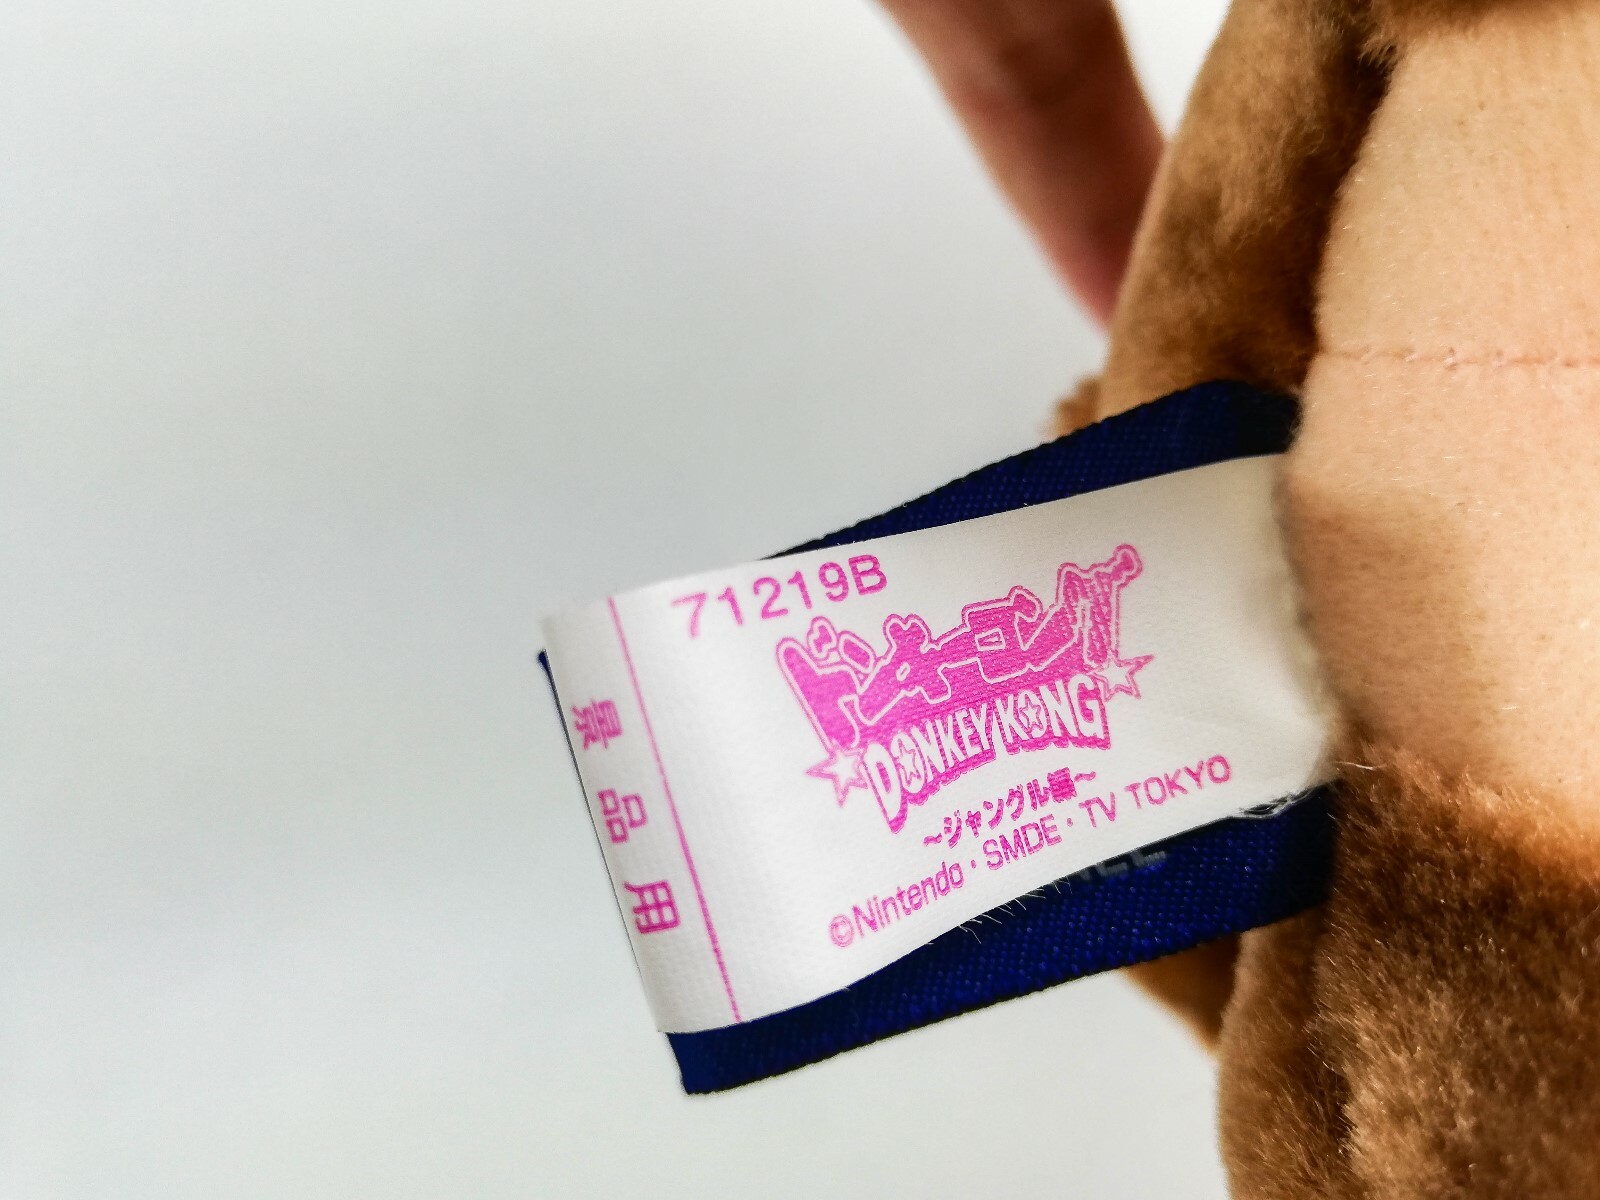 71219B
ドンキーコング
DONKEY KONG
～ジャングル編～
©Nintendo・SMDE・TV TOKYO
景品用